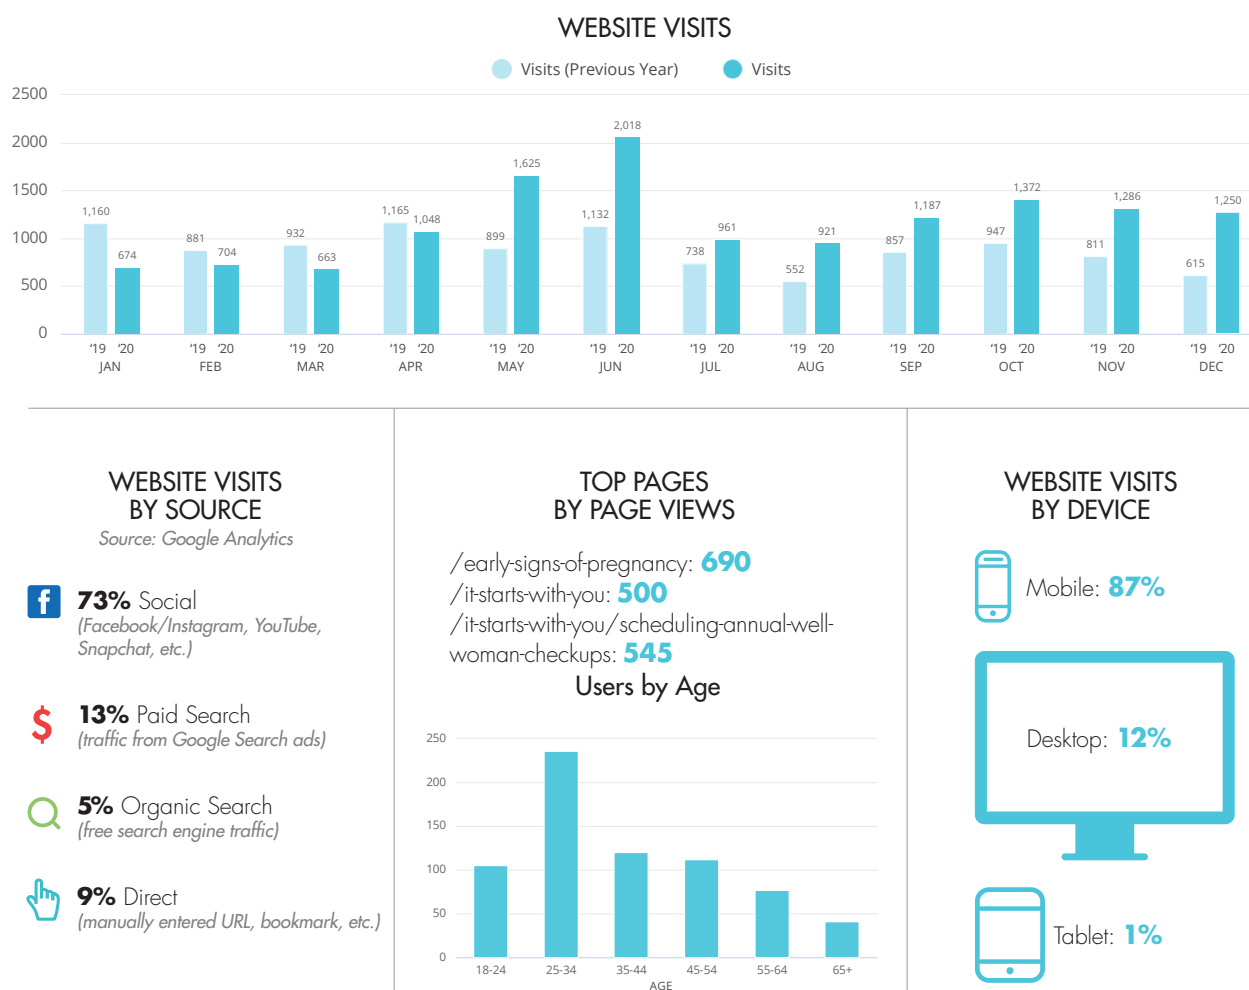 WEBSITE VISITS
Visits (Previous Year) Visits
2500
2000
1500
1000
500
0
1,160 674 881 704 932 663 1,165 1,048 899 1,625 1,132 2,018 738 961 552 921 857 1,187 947 1,372 811 1,286 615 1,250
‘19 ‘20 ‘19 ‘20 ‘19 ‘20 ‘19 ‘20 ‘19 ‘20 ‘19 ‘20 ‘19 ‘20 ‘19 ‘20 ‘19 ‘20 ‘19 ‘20 ‘19 ‘20 ‘19 ‘20
JAN FEB MAR APR MAY JUN JUL AUG SEP OCT NOV DEC
WEBSITE VISITS
BY SOURCE
Source: Google Analytics
73% Social
(Facebook/Instagram, YouTube,
Snapchat, etc.)
13% Paid Search
(traffic from Google Search ads)
5% Organic Search
(free search engine traffic)
9% Direct
(manually entered URL, bookmark, etc.)
TOP PAGES
BY PAGE VIEWS
/early-signs-of-pregnancy: 690
/it-starts-with-you: 500
/it-starts-with-you/scheduling-annual-well-
woman-checkups: 545
Users by Age
250
200
150
100
50
0
18-24 25-34 35-44 45-54 55-64 65+
AGE
WEBSITE VISITS
BY DEVICE
Mobile: 87%
Desktop: 12%
Tablet: 1%